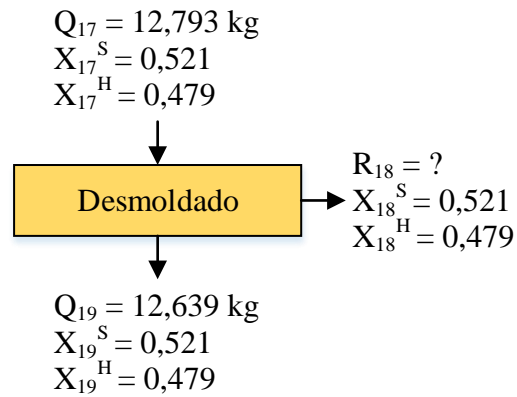 Q₁₇ = 12,793 kg
X₁₇ˢ = 0,521
X₁₇ᴴ = 0,479
Desmoldado
R₁₈ = ?
X₁₈ˢ = 0,521
X₁₈ᴴ = 0,479
Q₁₉ = 12,639 kg
X₁₉ˢ = 0,521
X₁₉ᴴ = 0,479